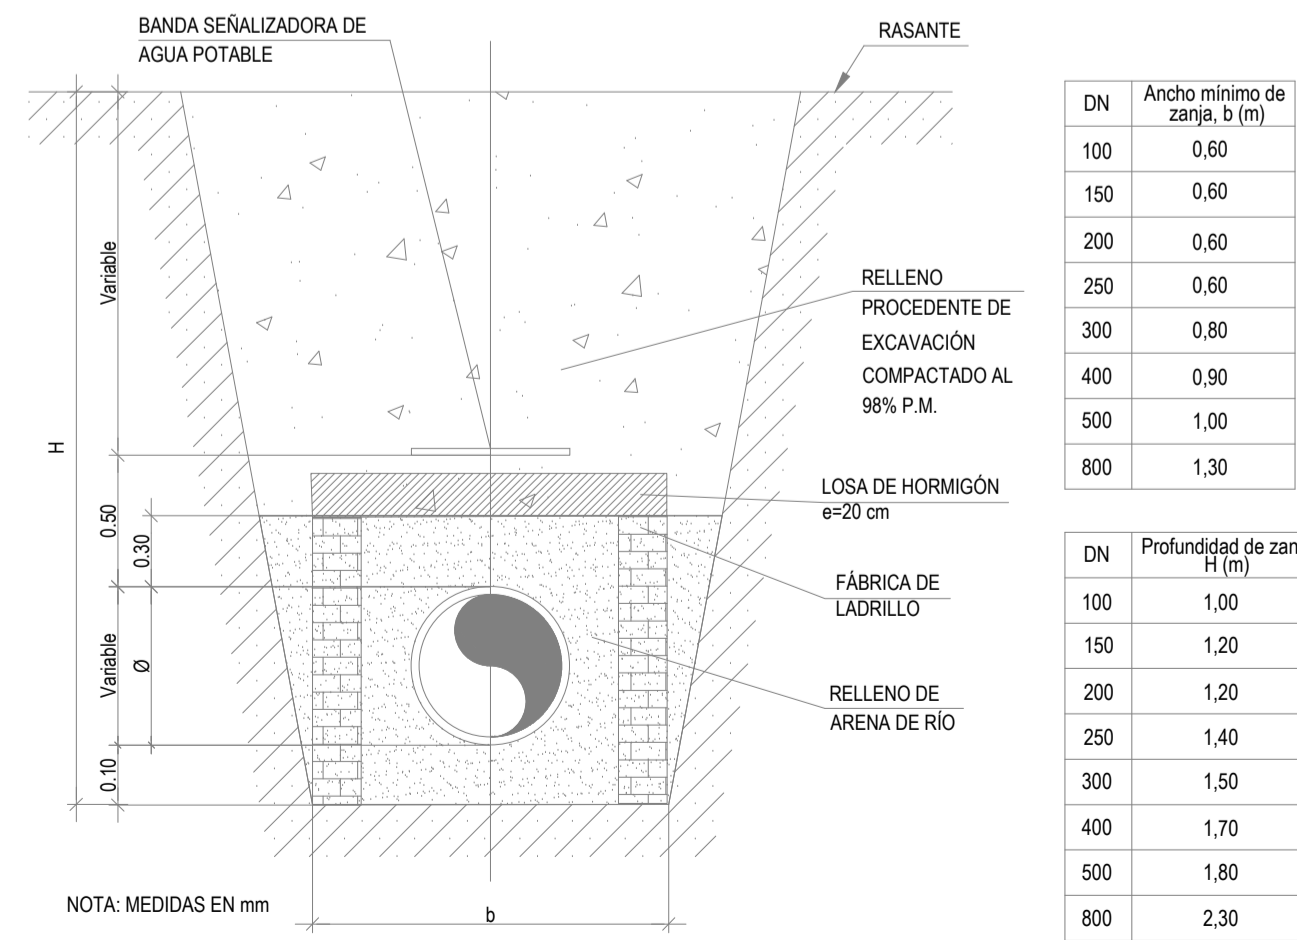 BANDA SEÑALIZADORA DE
AGUA POTABLE
RASANTE
Variable
H
0.50
0.30
Variable
Ø
0.10
RELLENO
PROCEDENTE DE
EXCAVACIÓN
COMPACTADO AL
98% P.M.
LOSA DE HORMIGÓN
e=20 cm
FÁBRICA DE
LADRILLO
RELLENO DE
ARENA DE RÍO
NOTA: MEDIDAS EN mm
b
DN Ancho mínimo de
zanja, b (m)
100 0,60
150 0,60
200 0,60
250 0,60
300 0,80
400 0,90
500 1,00
800 1,30
DN Profundidad de zan
H (m)
100 1,00
150 1,20
200 1,20
250 1,40
300 1,50
400 1,70
500 1,80
800 2,30